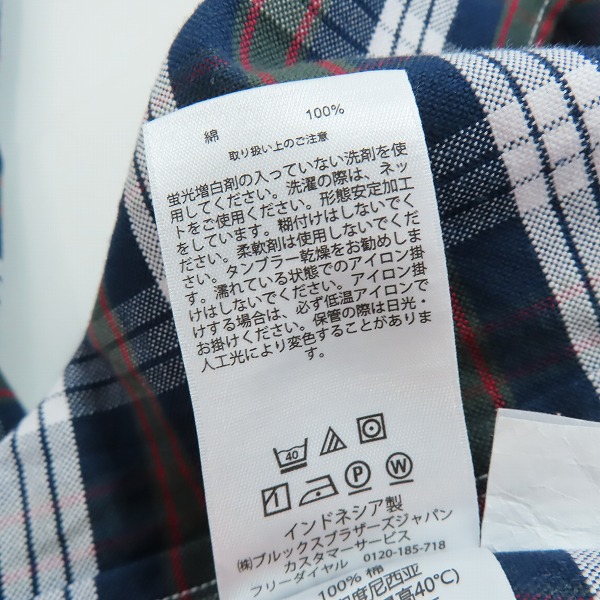 綿 100%
取り扱い上のご注意
蛍光増白剤の入っていない洗剤を使
用してください。洗濯の際は、ネッ
トをご使用ください。形態安定加工
をしています。糊付けはしないでく
ださい。柔軟剤は使用しないでくだ
さい。タンブラー乾燥をお勧めしま
す。濡れている状態でのアイロン掛
けはしないでください。アイロン掛
けする場合は、必ず低温アイロンで
お掛けください。保管の際は日光・
人工光により変色することがありま
す。
40
P W
インドネシア製
㈱ブルックスブラザーズジャパン
カスタマーサービス
フリーダイヤル 0120-185-718
100% 棉
度尼西亚
高40℃)